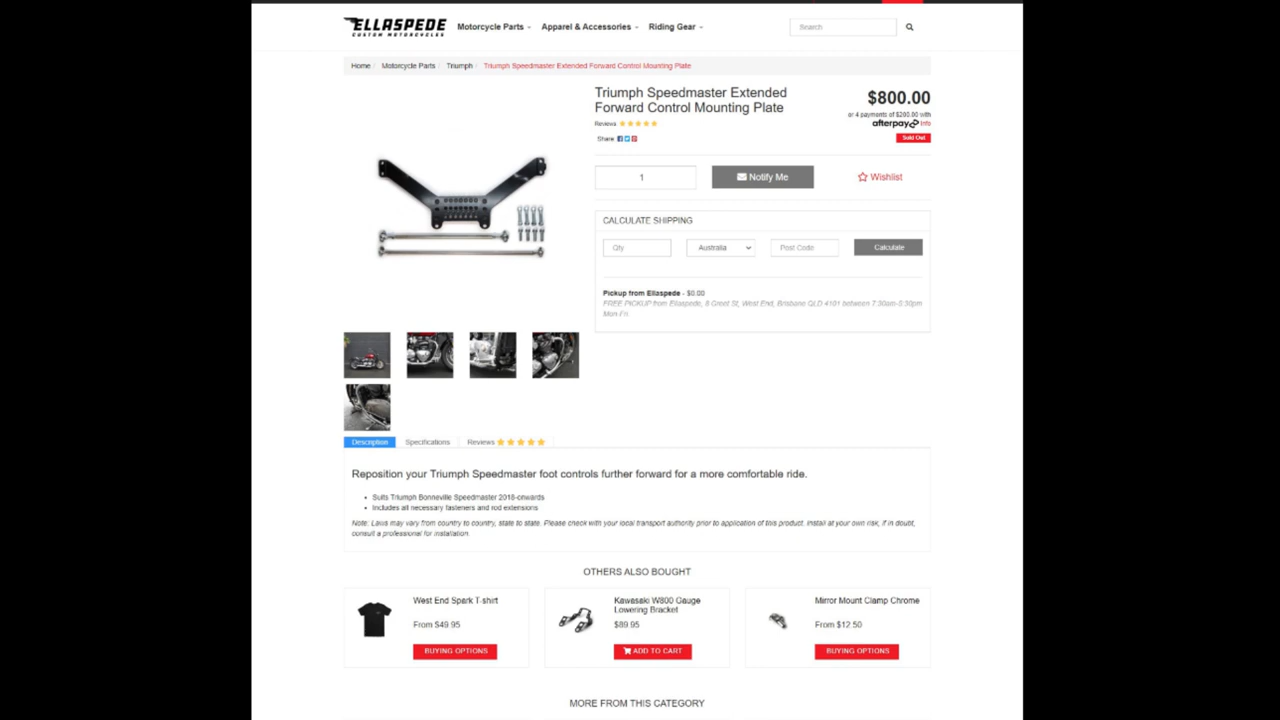 ELLASPEDE
CUSTOM MOTORCYCLES
Motorcycle Parts
Apparel & Accessories
Riding Gear
Search
Home / Motorcycle Parts / Triumph / Triumph Speedmaster Extended Forward Control Mounting Plate
Triumph Speedmaster Extended
Forward Control Mounting Plate
$800.00
or 4 payments of $200.00 with
afterpay Info
Reviews
Sold Out
Share
1
Notify Me
Wishlist
CALCULATE SHIPPING
Qty
Australia
Post Code
Calculate
Pickup from Ellaspede - $0.00
FREE PICKUP from Ellaspede, 8 Greet St, West End, Brisbane QLD 4101 between 7:30am-5:30pm
Mon-Fri
Description
Specifications
Reviews
Reposition your Triumph Speedmaster foot controls further forward for a more comfortable ride.
• Suits Triumph Bonneville Speedmaster 2018-onwards
• Includes all necessary fasteners and rod extensions
Note: Laws may vary from country to country, state to state. Please check with your local transport authority prior to application of this product. Install at your own risk, if in doubt,
consult a professional for installation.
OTHERS ALSO BOUGHT
West End Spark T-shirt
From $49.95
BUYING OPTIONS
Kawasaki W800 Gauge
Lowering Bracket
$89.95
ADD TO CART
Mirror Mount Clamp Chrome
From $12.50
BUYING OPTIONS
MORE FROM THIS CATEGORY